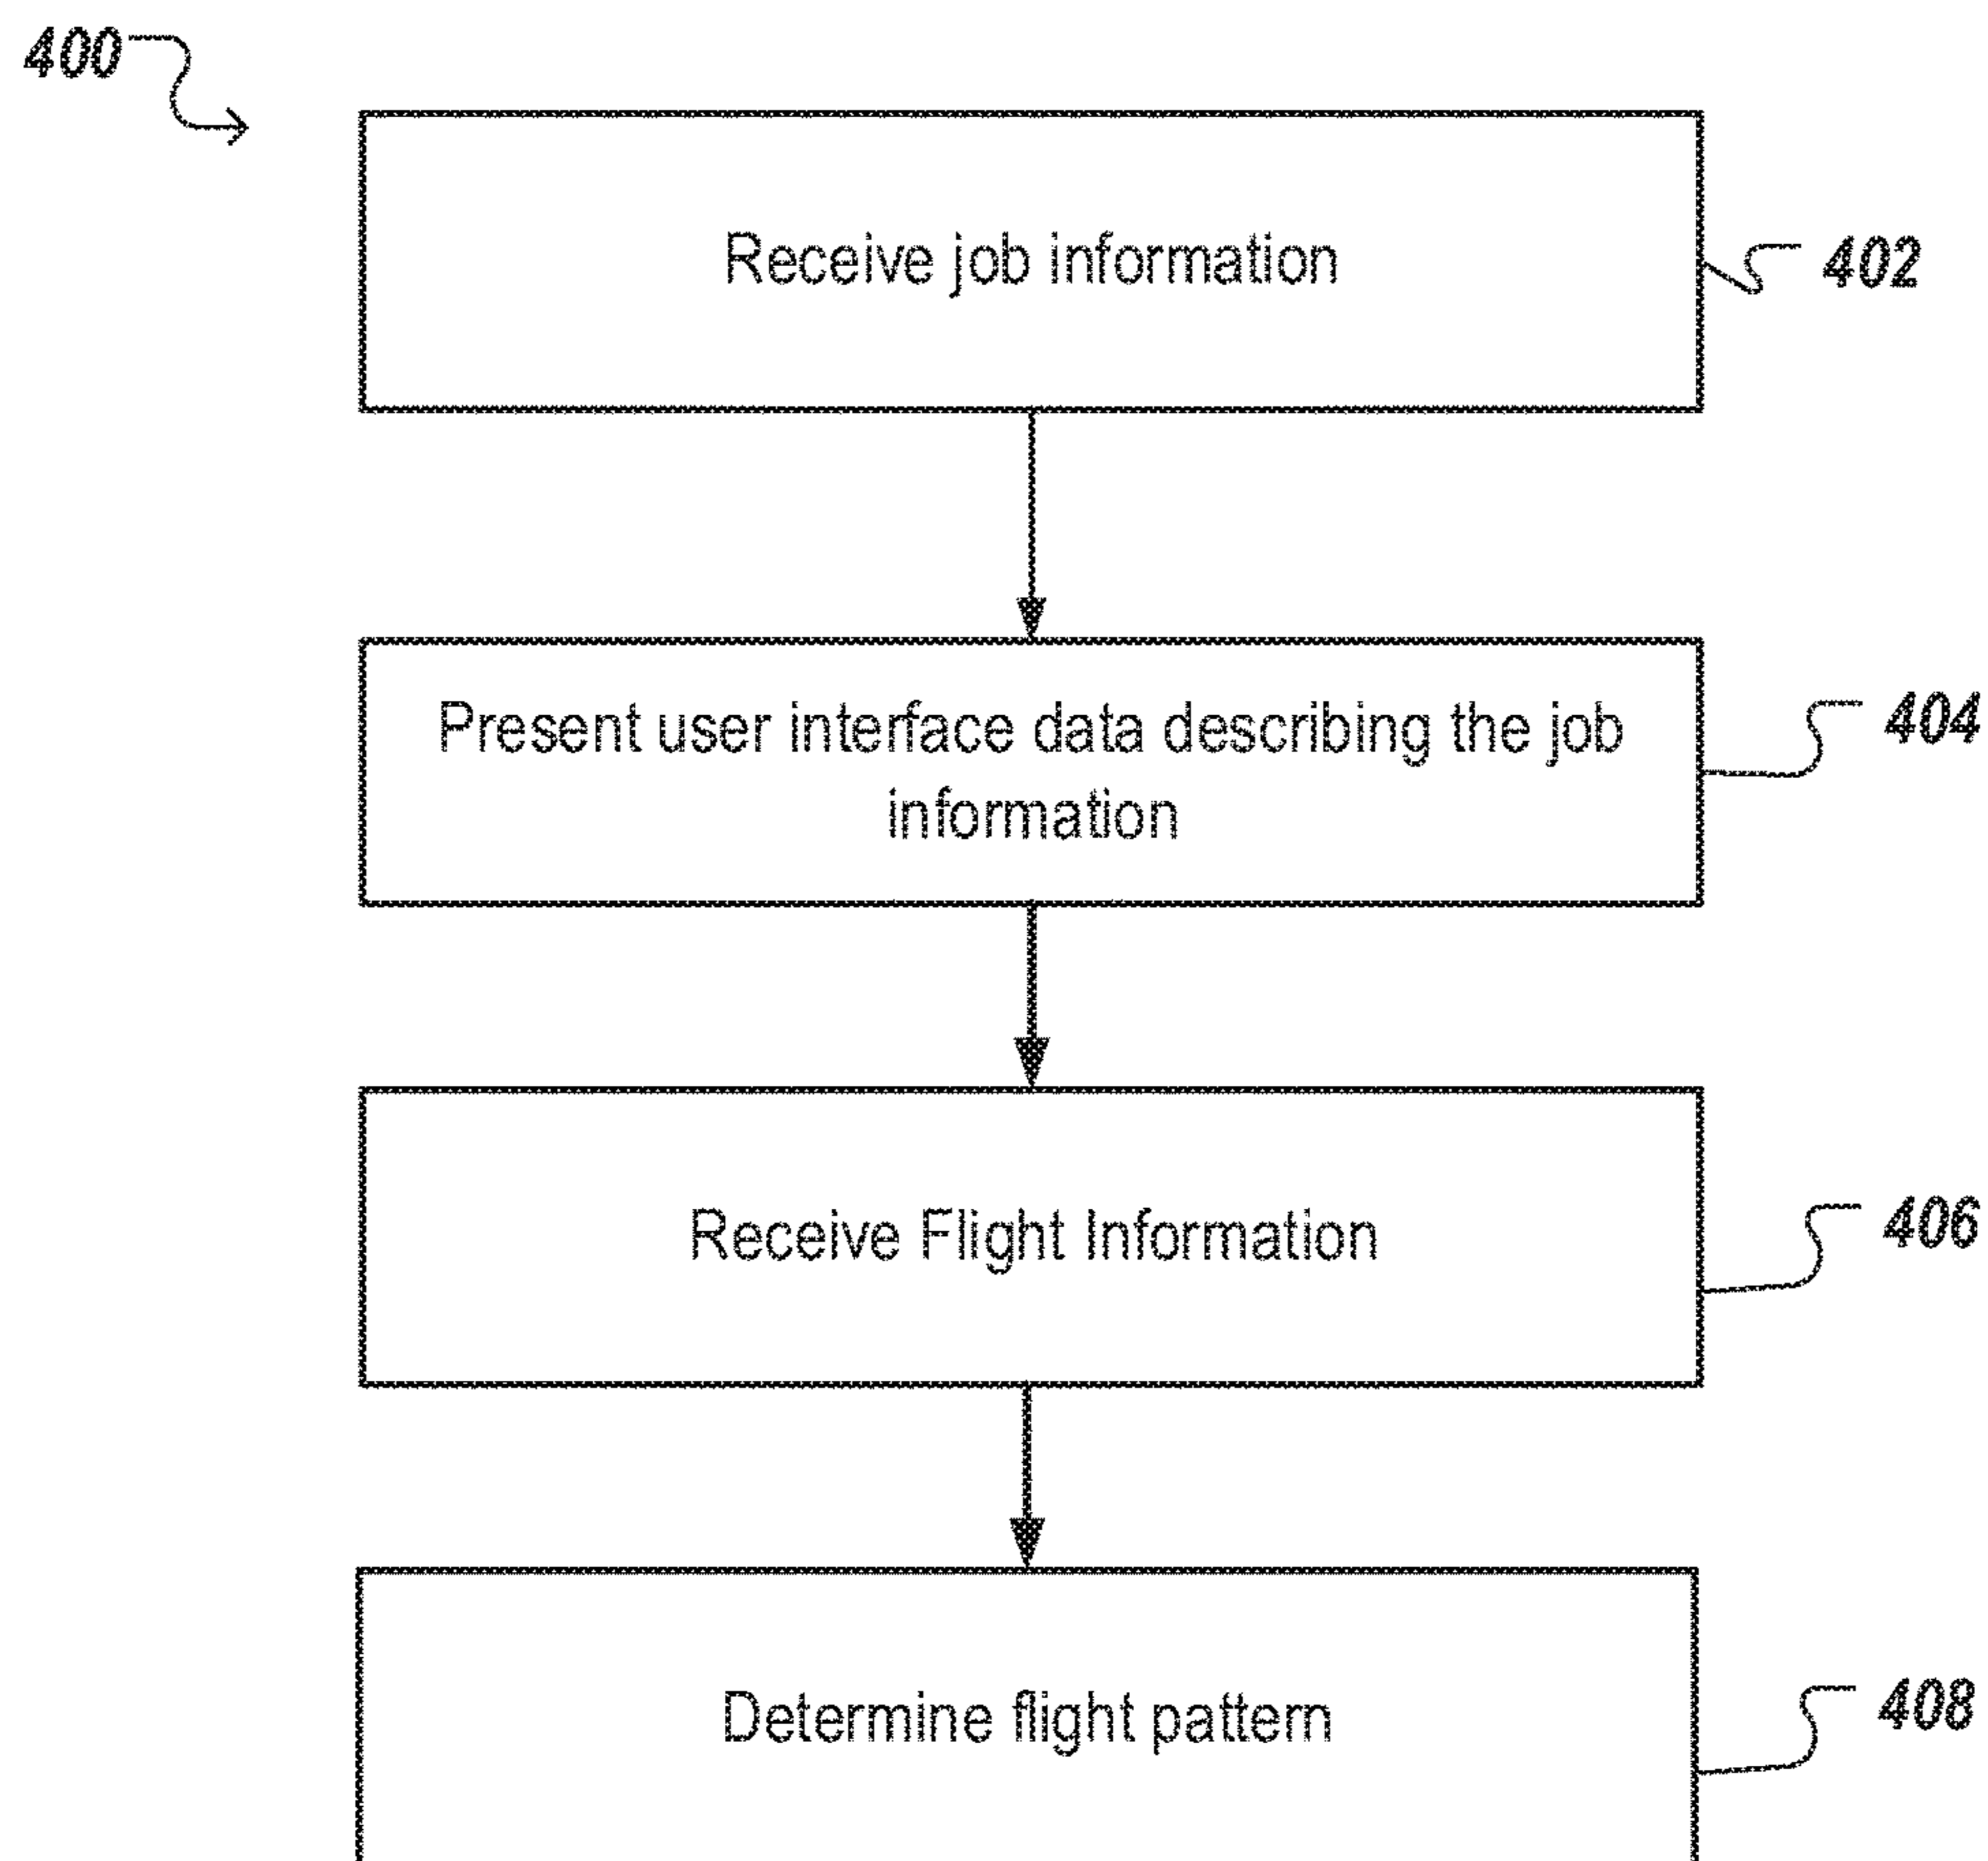 400
Receive job information
402
Present user interface data describing the job
information
404
Receive Flight Information
406
Determine flight pattern
408